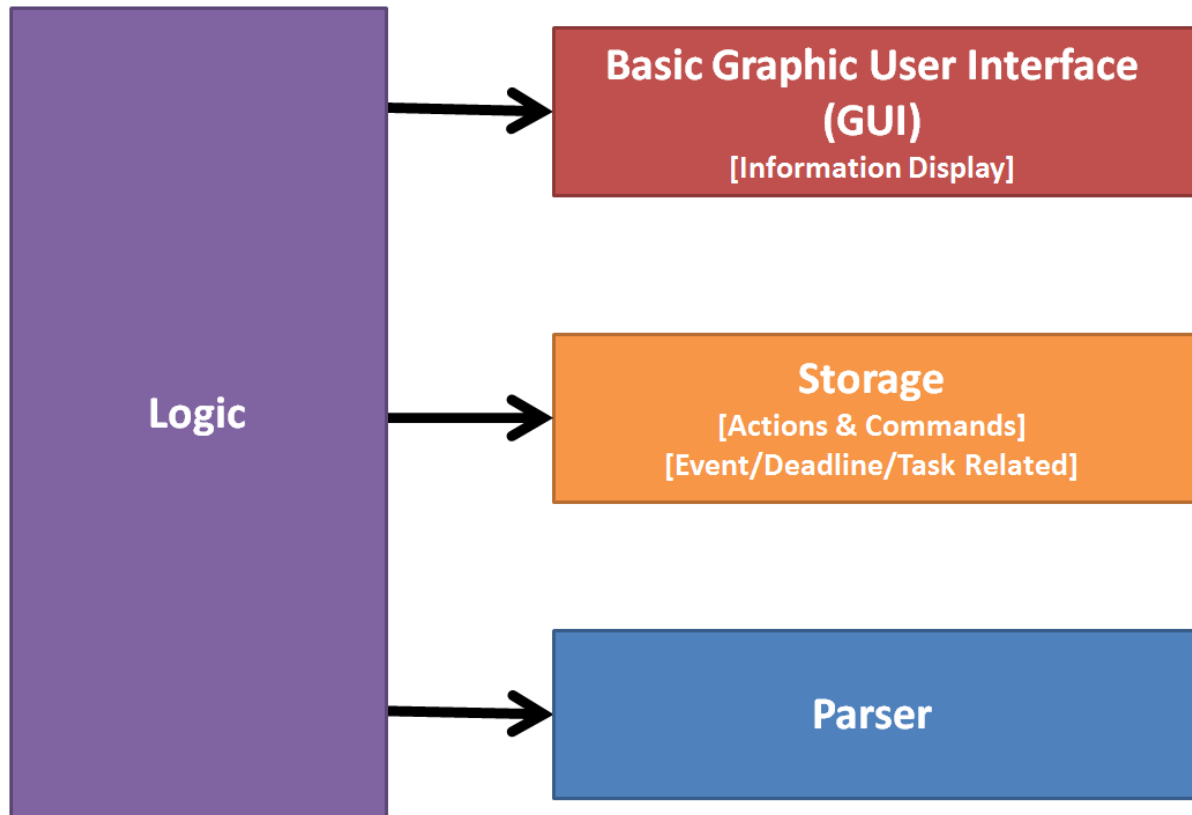 Logic
Basic Graphic User Interface
(GUI)
[Information Display]
Storage
[Actions & Commands]
[Event/Deadline/Task Related]
Parser